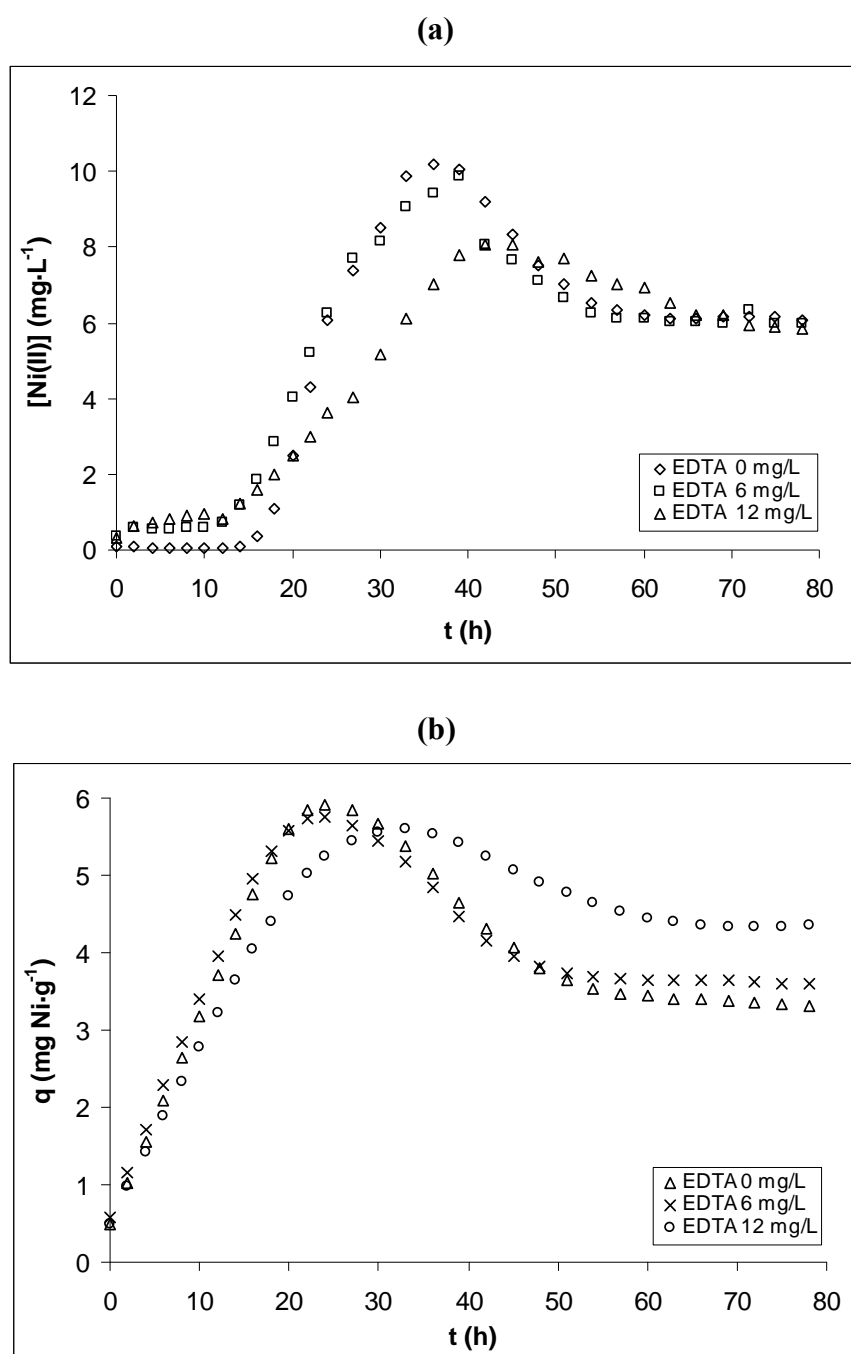 (a)
12
10
8
6
4
2
0
[Ni(II)] (mg·L-1)
EDTA 0 mg/L
EDTA 6 mg/L
EDTA 12 mg/L
0 10 20 30 40 50 60 70 80
t (h)
(b)
6
5
4
3
2
1
0
q (mg Ni·g-1)
EDTA 0 mg/L
EDTA 6 mg/L
EDTA 12 mg/L
0 10 20 30 40 50 60 70 80
t (h)